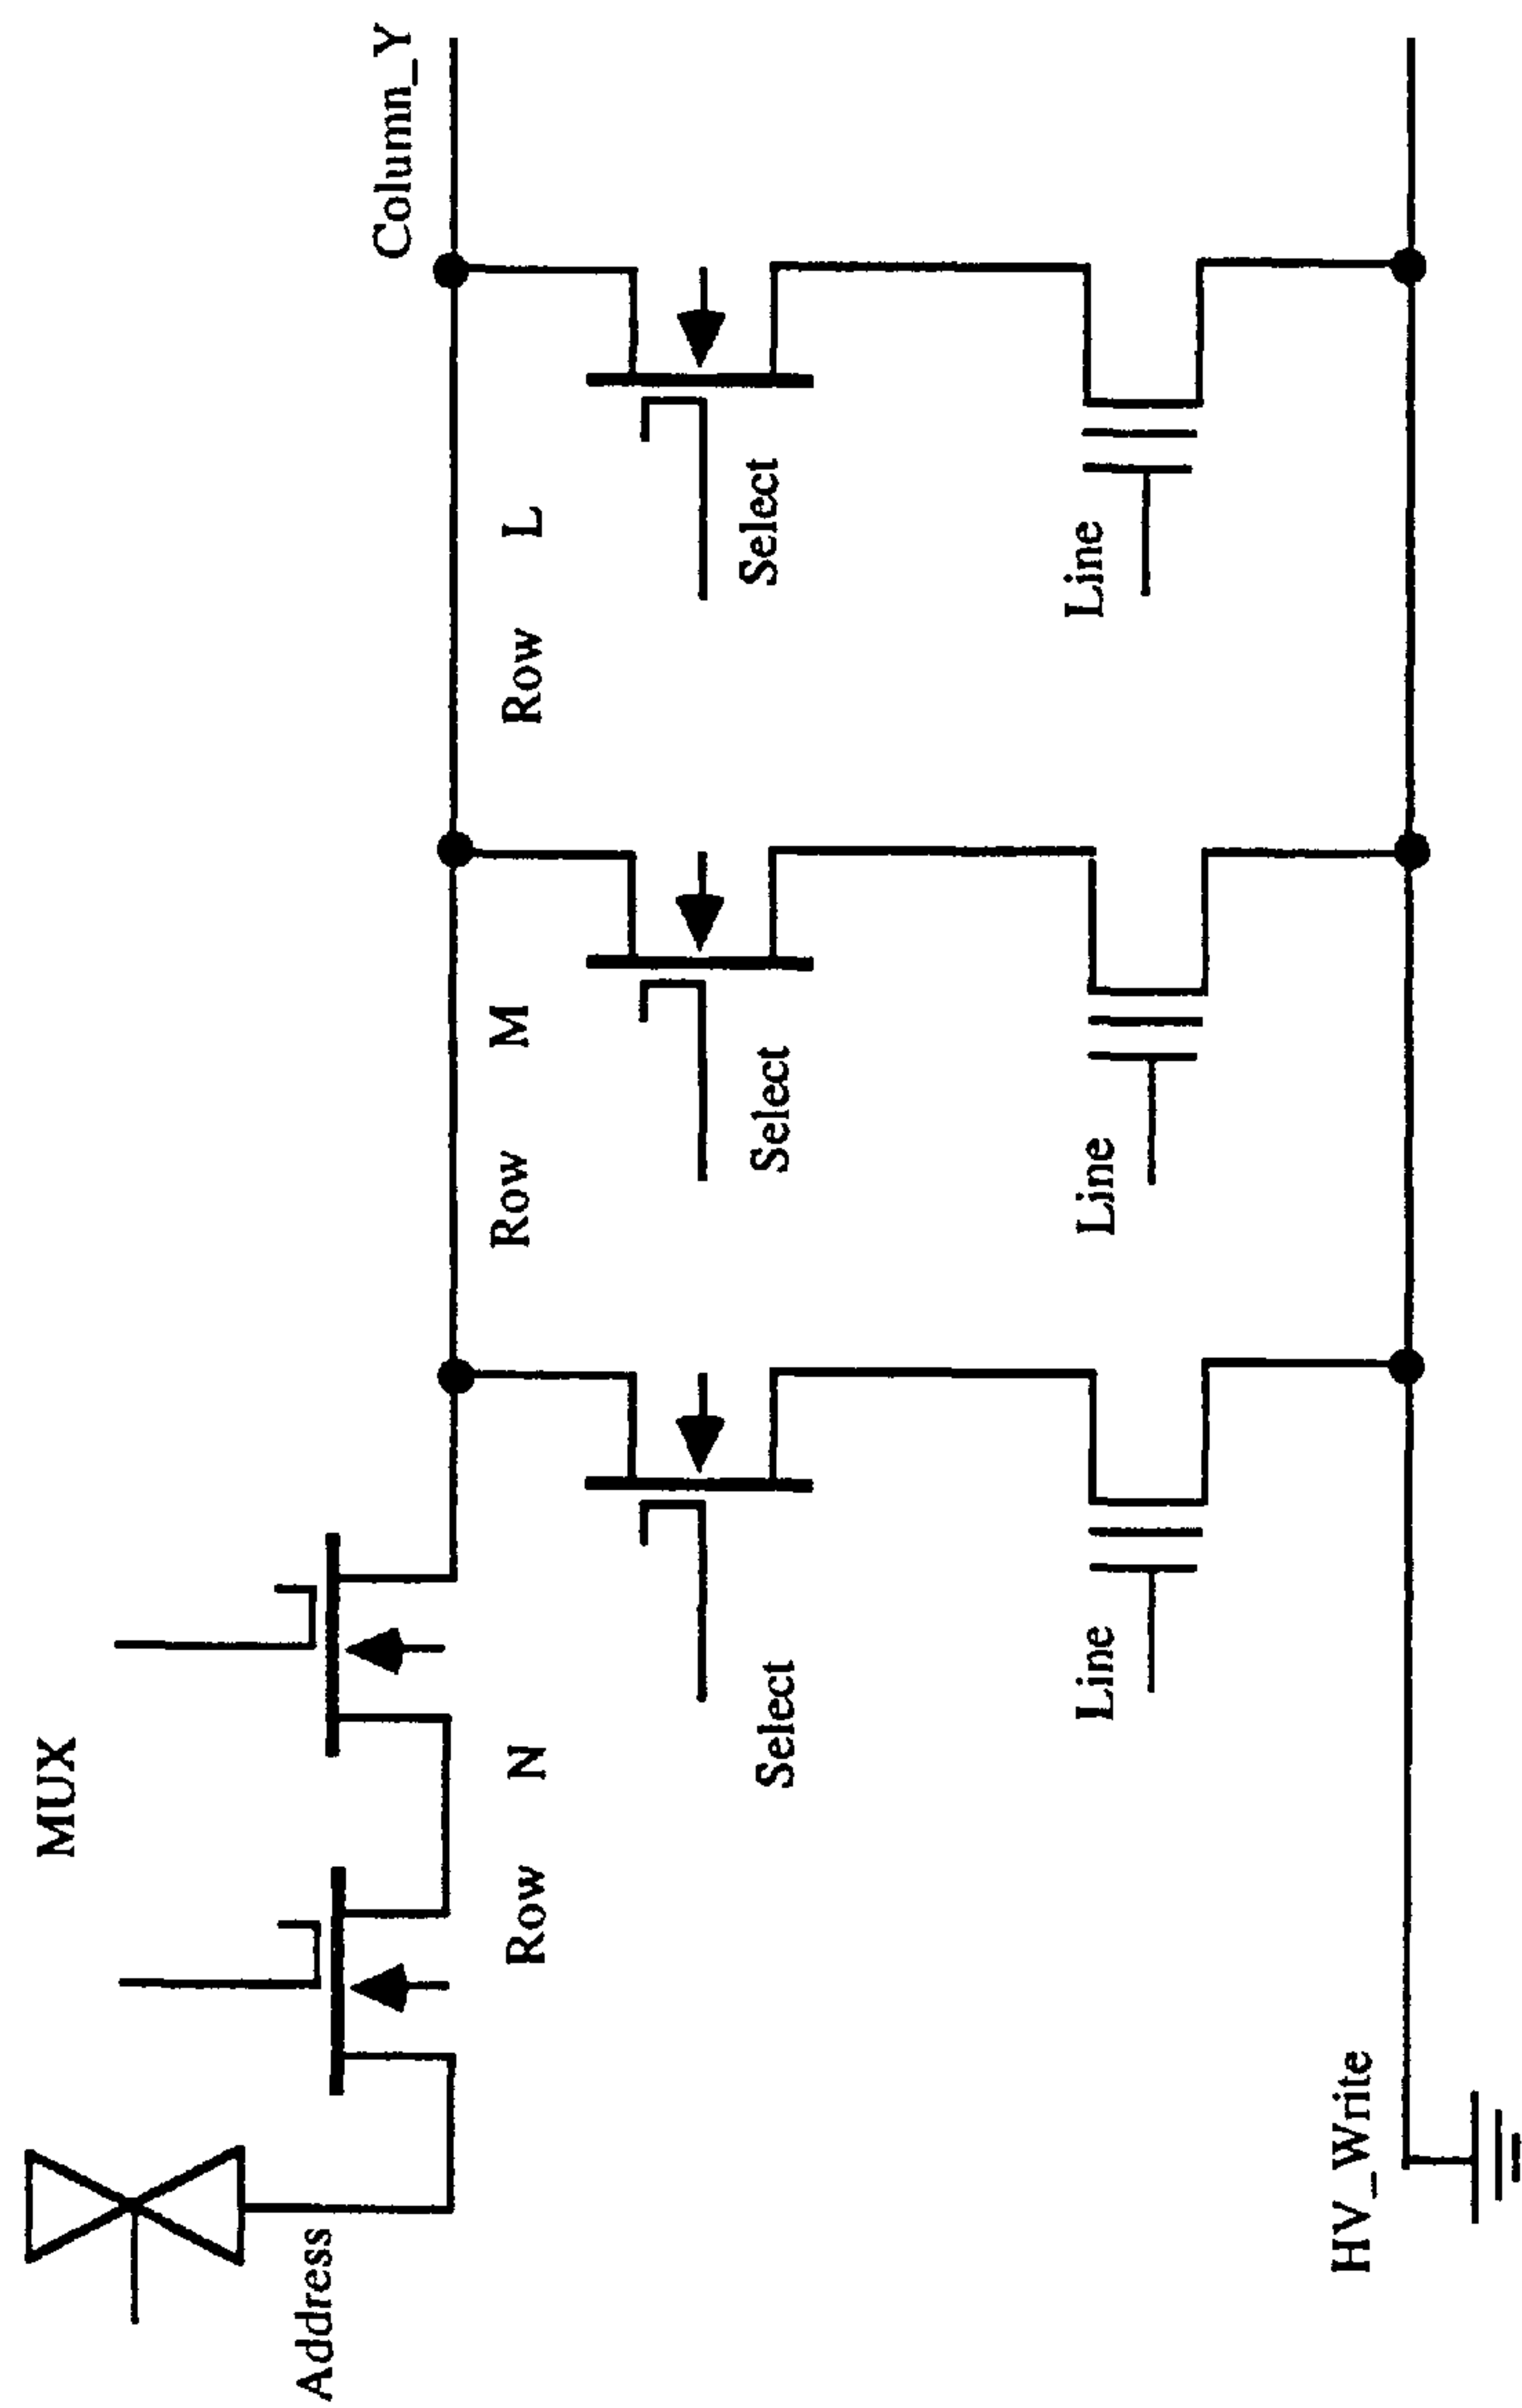 MUX
Address
Column_Y
Row N
Row M
Row L
Select
Select
Select
Line
Line
Line
HV_Write